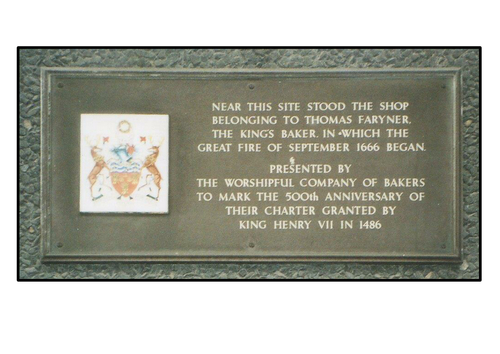 NEAR THIS SITE STOOD THE SHOP
BELONGING TO THOMAS FARYNER,
THE KING'S BAKER, IN WHICH THE
GREAT FIRE OF SEPTEMBER 1666 BEGAN.
PRESENTED BY
THE WORSHIPFUL COMPANY OF BAKERS
TO MARK THE 500th ANNIVERSARY OF
THEIR CHARTER GRANTED BY
KING HENRY VII IN 1486